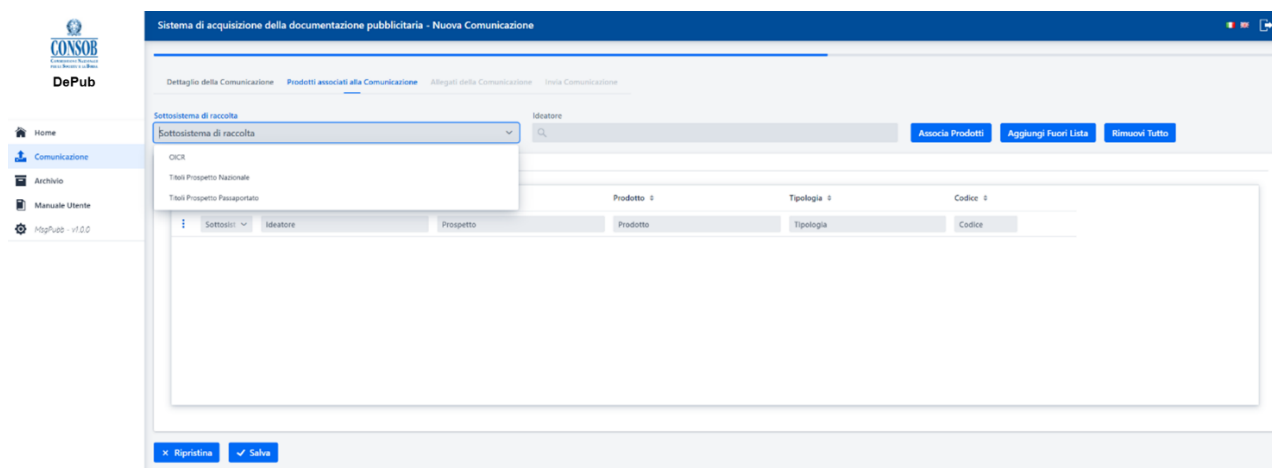 Sistema di acquisizione della documentazione pubblicitaria - Nuova Comunicazione
CONSOB
DePub
Home
Comunicazione
Archivio
Manuale Utente
Dettaglio della Comunicazione Prodotti associati alla Comunicazione Allegati della Comunicazione Invia Comunicazione
Sottosistema di raccolta Ideatore
Sottosistema di raccolta
Associa Prodotti Aggiungi Fuori Lista Rimuovi Tutto
OICR
Titoli Prospetto Nazionale
Titoli Prospetto Passaportato
Prodotto Tipologia Codice
Sottosist Ideatore Prospetto Prodotto Tipologia Codice
Ripristina Salva